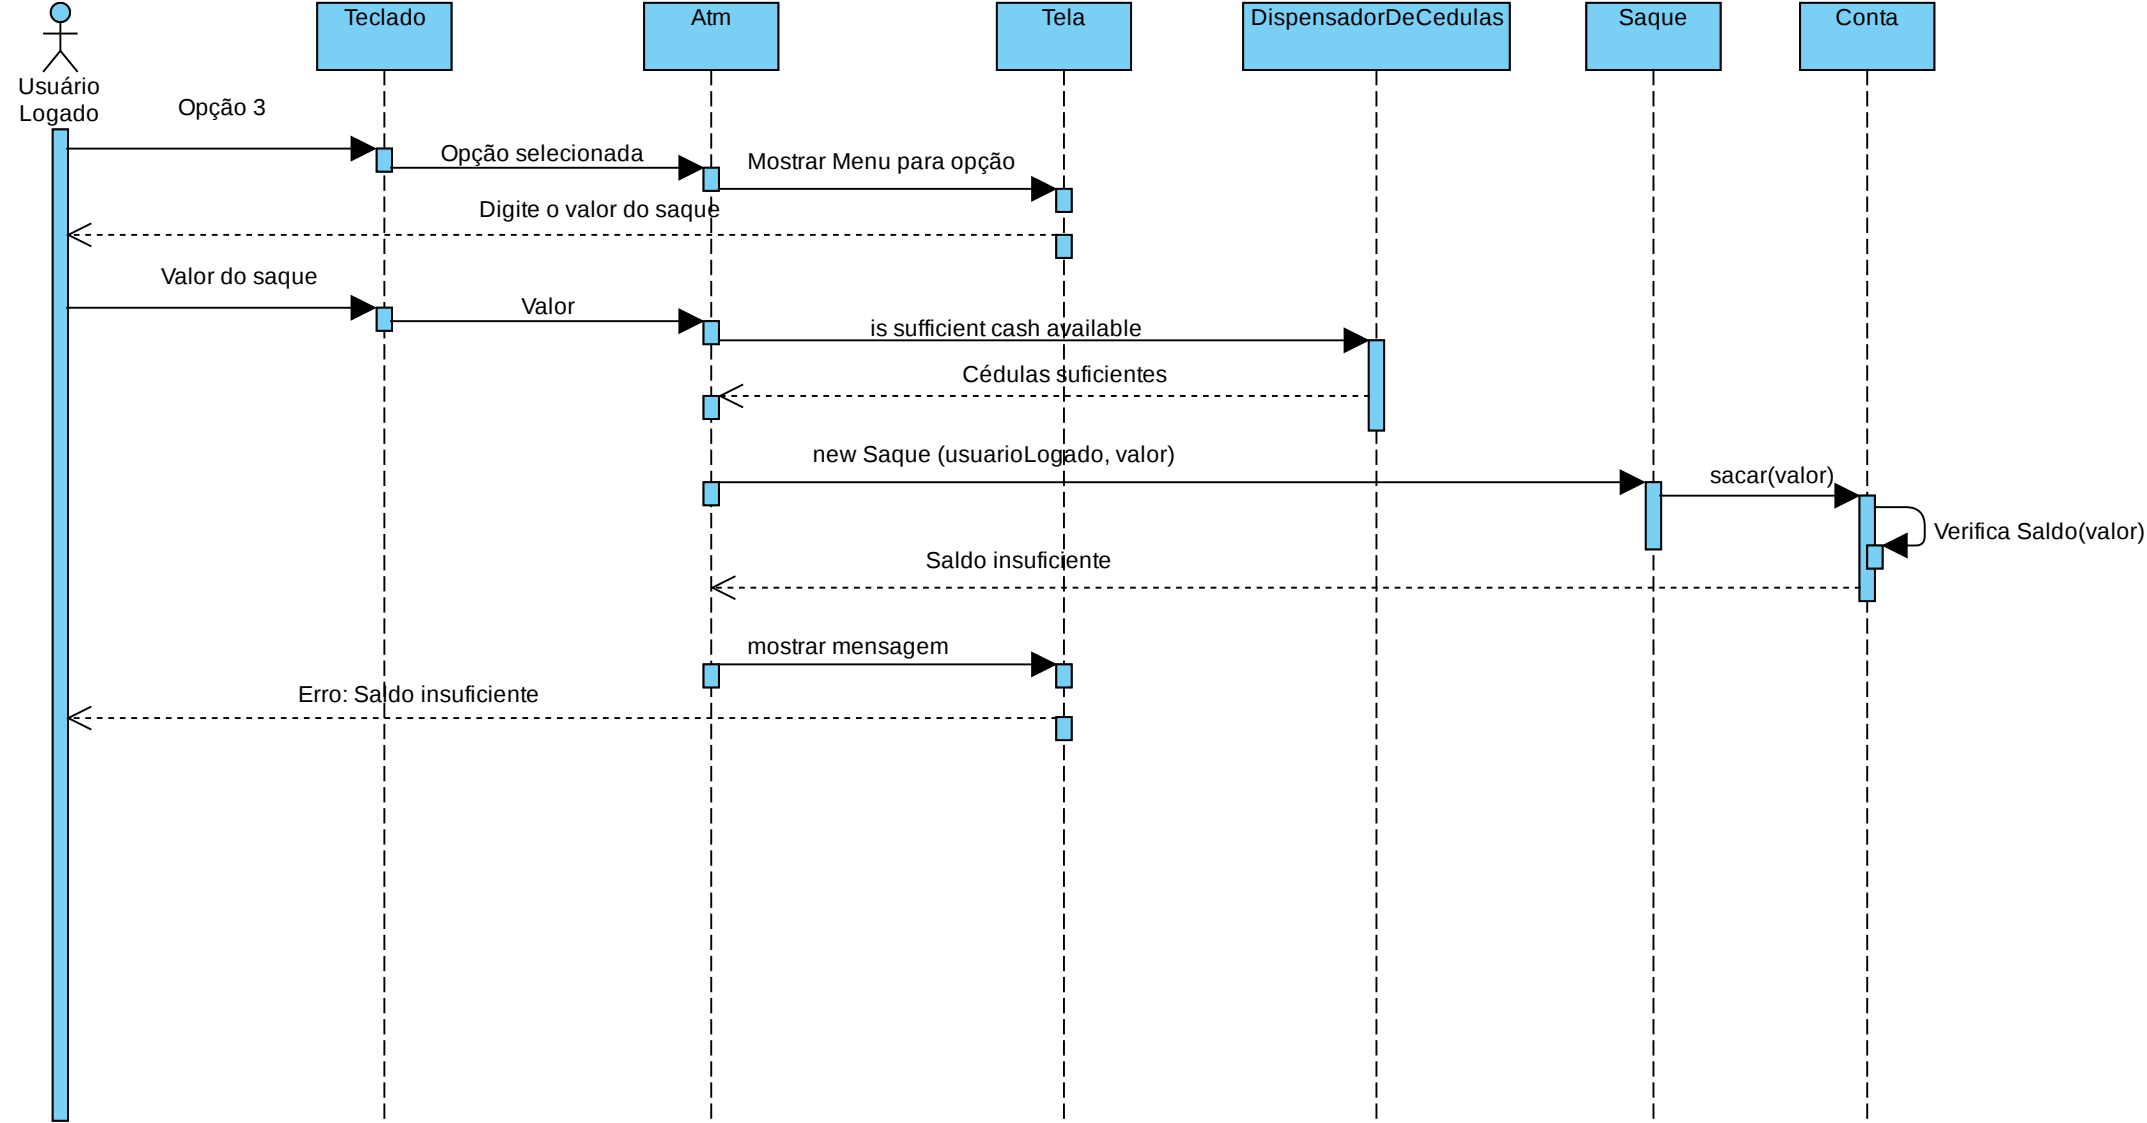 Teclado
Atm
Tela
DispensadorDeCedulas
Saque
Conta
Usuário
Logado
Opção 3
Opção selecionada
Mostrar Menu para opção
Digite o valor do saque
Valor do saque
Valor
is sufficient cash available
Cédulas suficientes
new Saque (usuarioLogado, valor)
sacar(valor)
Verifica Saldo(valor)
Saldo insuficiente
mostrar mensagem
Erro: Saldo insuficiente